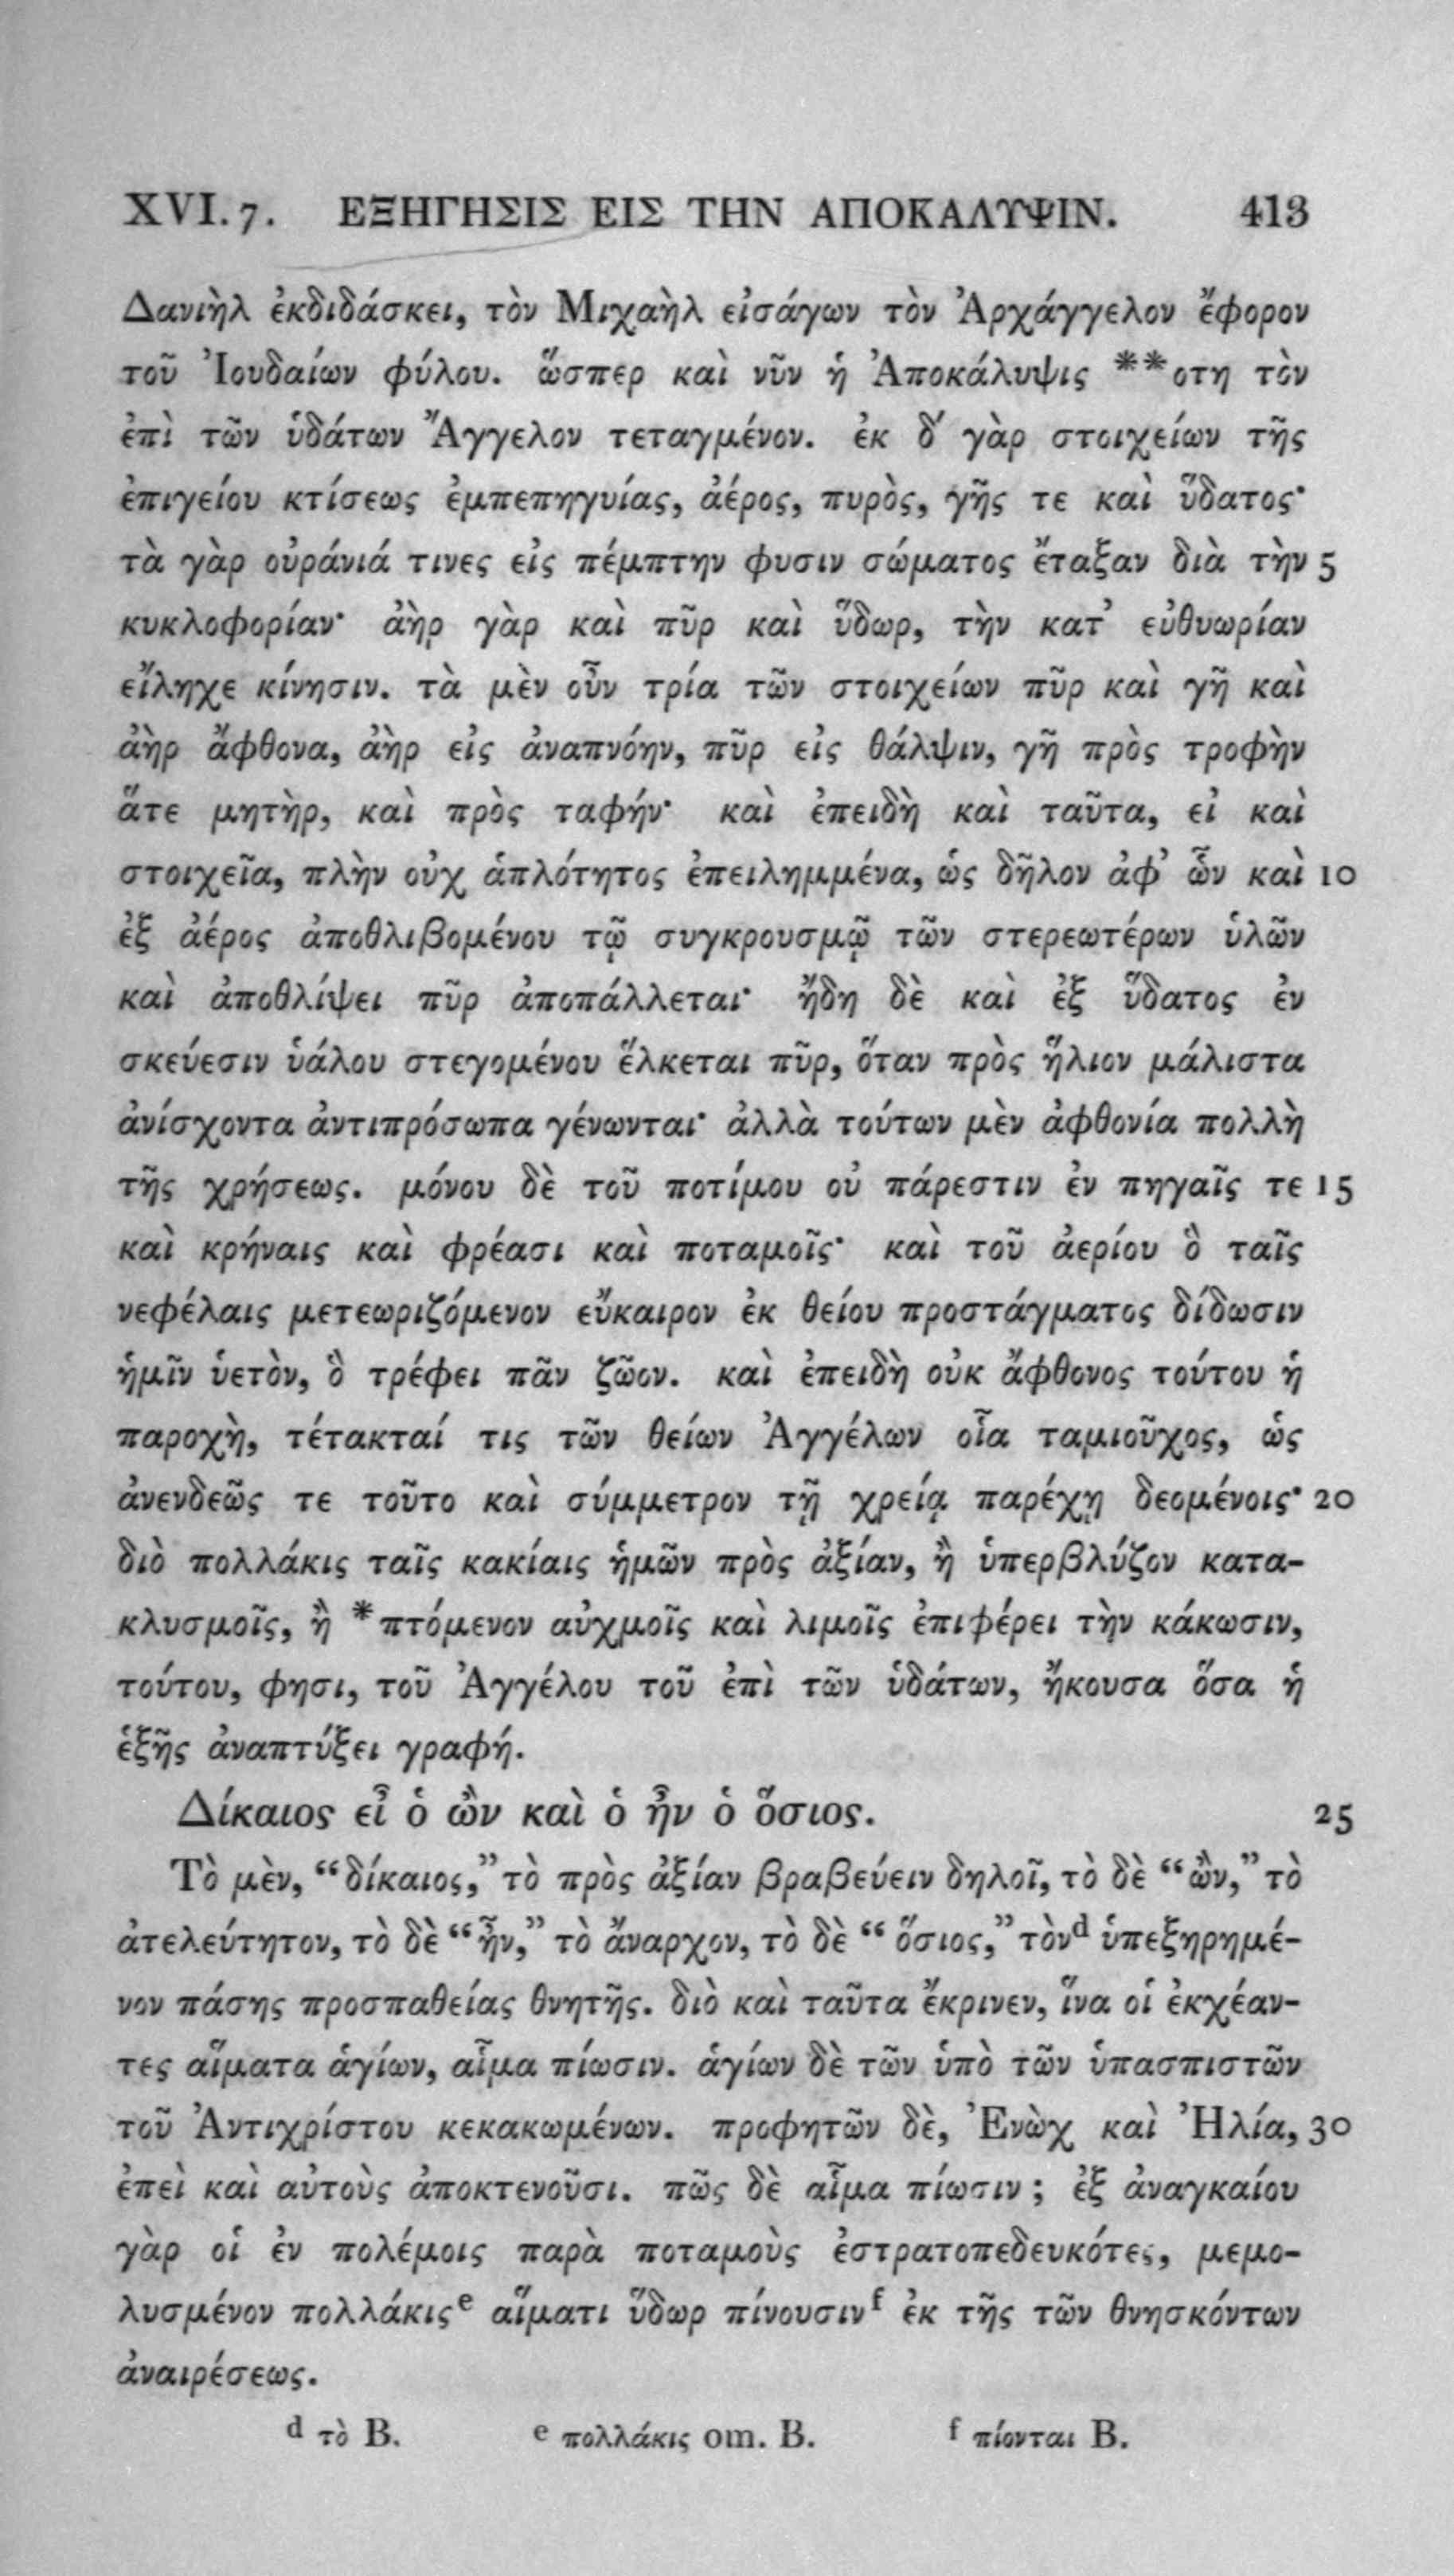 XVI. 7. ΕΞΗΓΗΣΙΣ ΕΙΣ ΤΗΝ ΑΠΟΚΑΛΥΨΙΝ. 413
Δανιὴλ ἐκδιδάσκει, τὸν Μιχαὴλ εἰσάγων τὸν Ἀρχάγγελον ἔφορον
τοῦ Ἰουδαίων φύλου. ὥσπερ καὶ νῦν ἡ Ἀποκάλυψις **οτη τὸν
ἐπὶ τῶν ὑδάτων Ἄγγελον τεταγμένον. ἐκ δ΄ γὰρ στοιχείων τῆς
ἐπιγείου κτίσεως ἐμπεπηγυίας, ἀέρος, πυρὸς, γῆς τε καὶ ὕδατος·
τὰ γὰρ οὐράνιά τινες εἰς πέμπτην φυσιν σώματος ἔταξαν διὰ τὴν 5
κυκλοφορίαν· ἀὴρ γὰρ καὶ πῦρ καὶ ὕδωρ, τὴν κατ᾽ εὐθυωρίαν
εἴληχε κίνησιν. τὰ μὲν οὖν τρία τῶν στοιχείων πῦρ καὶ γῆ καὶ
ἀὴρ ἄφθονα, ἀὴρ εἰς ἀναπνόην, πῦρ εἰς θάλψιν, γῆ πρὸς τροφὴν
ἅτε μητὴρ, καὶ πρὸς ταφήν· καὶ ἐπειδὴ καὶ ταῦτα, εἰ καὶ
στοιχεῖα, πλὴν οὐχ ἁπλότητος ἐπειλημμένα, ὡς δῆλον ἀφ᾽ ὧν καὶ 10
ἐξ ἀέρος ἀποθλιβομένου τῷ συγκρουσμῷ τῶν στερεωτέρων ὑλῶν
καὶ ἀποθλίψει πῦρ ἀποπάλλεται· ἤδη δὲ καὶ ἐξ ὕδατος ἐν
σκεύεσιν ὑάλου στεγομένου ἕλκεται πῦρ, ὅταν πρὸς ἥλιον μάλιστα
ἀνίσχοντα ἀντιπρόσωπα γένωνται· ἀλλὰ τούτων μὲν ἀφθονία πολλὴ
τῆς χρήσεως. μόνου δὲ τοῦ ποτίμου οὐ πάρεστιν ἐν πηγαῖς τε 15
καὶ κρήναις καὶ φρέασι καὶ ποταμοῖς· καὶ τοῦ ἀερίου ὃ ταῖς
νεφέλαις μετεωριζόμενον εὔκαιρον ἐκ θείου προστάγματος δίδωσιν
ἡμῖν ὑετὸν, ὃ τρέφει πᾶν ζῶον. καὶ ἐπειδὴ οὐκ ἄφθονος τούτου ἡ
παροχὴ, τέτακταί τις τῶν θείων Ἀγγέλων οἷα ταμιοῦχος, ὡς
ἀνενδεῶς τε τοῦτο καὶ σύμμετρον τῇ χρείᾳ παρέχῃ δεομένοις· 20
διὸ πολλάκις ταῖς κακίαις ἡμῶν πρὸς ἀξίαν, ἢ ὑπερβλύζον κατα-
κλυσμοῖς, ἢ *πτόμενον αὐχμοῖς καὶ λιμοῖς ἐπιφέρει τὴν κάκωσιν,
τούτου, φησι, τοῦ Ἀγγέλου τοῦ ἐπὶ τῶν ὑδάτων, ἤκουσα ὅσα ἡ
ἑξῆς ἀναπτύξει γραφή.
Δίκαιος εἶ ὁ ὢν καὶ ὁ ἦν ὁ ὅσιος. 25
Τὸ μὲν, “δίκαιος,” τὸ πρὸς ἀξίαν βραβεύειν δηλοῖ, τὸ δὲ “ὢν,” τὸ
ἀτελεύτητον, τὸ δὲ “ἦν,” τὸ ἄναρχον, τὸ δὲ “ὅσιος,” τὸνd ὑπεξηρημέ-
νον πάσης προσπαθείας θνητῆς. διὸ καὶ ταῦτα ἔκρινεν, ἵνα οἱ ἐκχέαν-
τες αἵματα ἁγίων, αἷμα πίωσιν. ἁγίων δὲ τῶν ὑπὸ τῶν ὑπασπιστῶν
τοῦ Ἀντιχρίστου κεκακωμένων. προφητῶν δὲ, Ἐνὼχ καὶ Ἠλία, 30
ἐπεὶ καὶ αὐτοὺς ἀποκτενοῦσι. πῶς δὲ αἷμα πίωσιν ; ἐξ ἀναγκαίου
γὰρ οἱ ἐν πολέμοις παρὰ ποταμοὺς ἐστρατοπεδευκότες, μεμο-
λυσμένον πολλάκιςe αἵματι ὕδωρ πίνουσινf ἐκ τῆς τῶν θνησκόντων
ἀναιρέσεως.
d τὸ B. e πολλάκις om. B. f πίονται B.